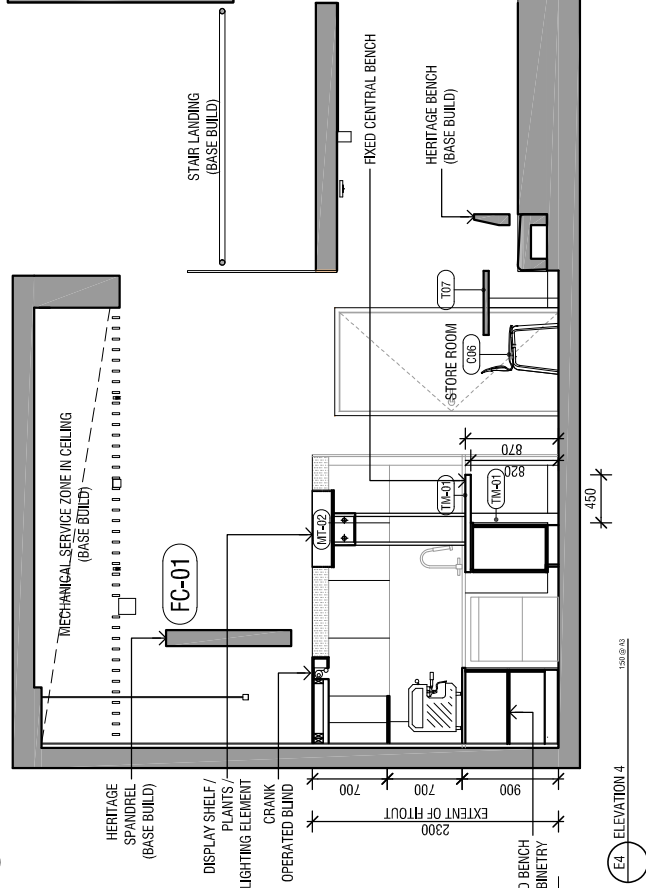 STAIR LANDING
(BASE BUILD)
FIXED CENTRAL BENCH
HERITAGE BENCH
(BASE BUILD)
MECHANICAL SERVICE ZONE IN CEILING
(BASE BUILD)
FC-01
T07
STORE ROOM
C06
MT-02
TM-01
TM-01
870
820
450
HERITAGE
SPANDREL
(BASE BUILD)
DISPLAY SHELF /
PLANTS /
LIGHTING ELEMENT
CRANK
OPERATED BLIND
700
700
900
EXTENT OF FITOUT
2300
D BENCH
BINETRY
E4
ELEVATION 4
1:50 @ A3